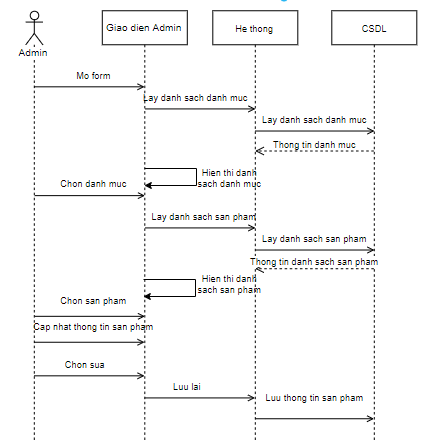 Giao dien Admin
He thong
CSDL
Admin
Mo form
Lay danh sach danh muc
Lay danh sach danh muc
Thong tin danh muc
Hien thi danh
sach danh muc
Chon danh muc
Lay danh sach san pham
Lay danh sach san pham
Thong tin danh sach san pham
Hien thi danh
sach san pham
Chon san pham
Cap nhat thong tin san pham
Chon sua
Luu lai
Luu thong tin san pham